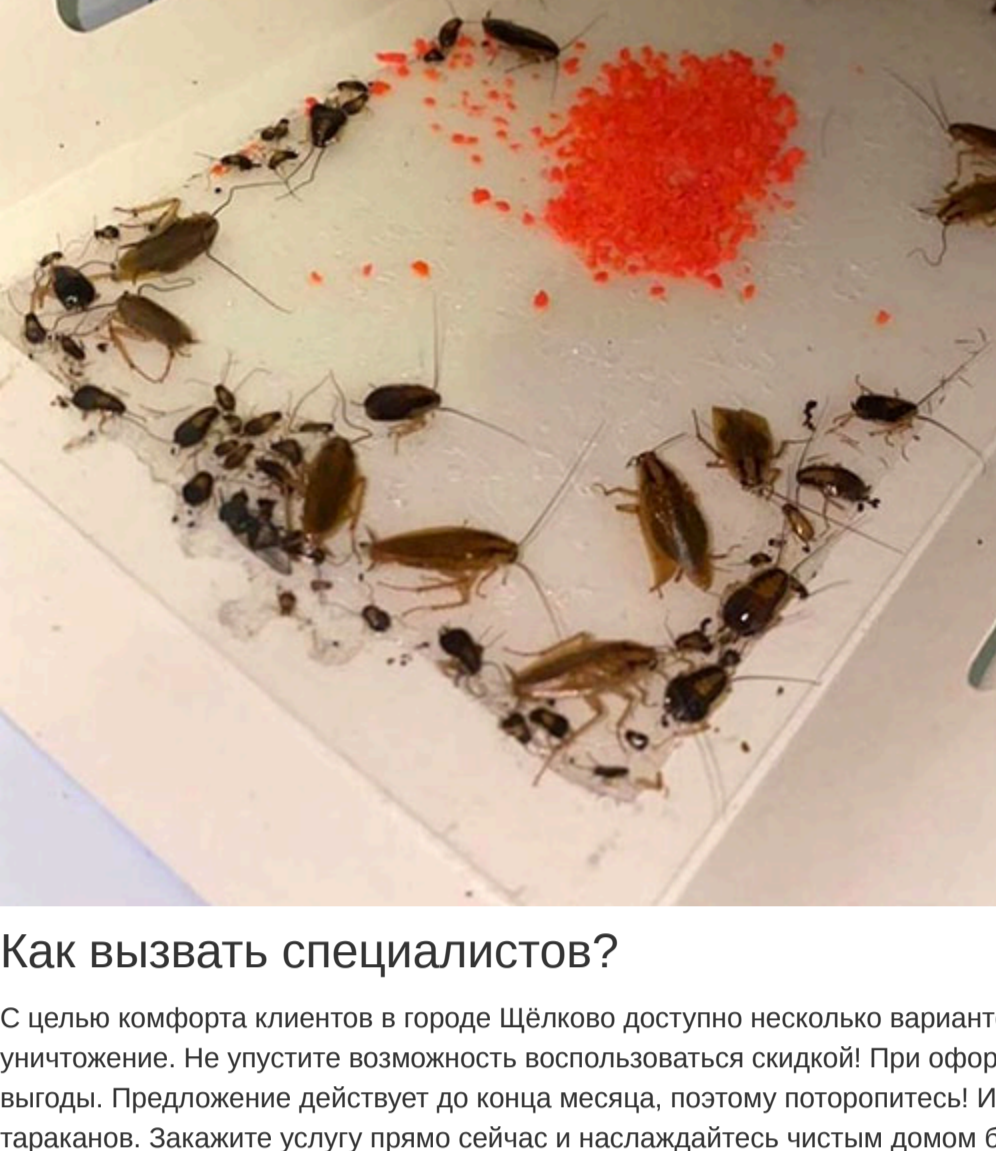 Как вызвать специалистов?
С целью комфорта клиентов в городе Щёлково доступно несколько
уничтожение. Не упустите возможность воспользоваться скидкой! При
выгоды. Предложение действует до конца месяца, поэтому поторопитесь!
тараканов. Закажите услугу прямо сейчас и наслаждайтесь чистым домом